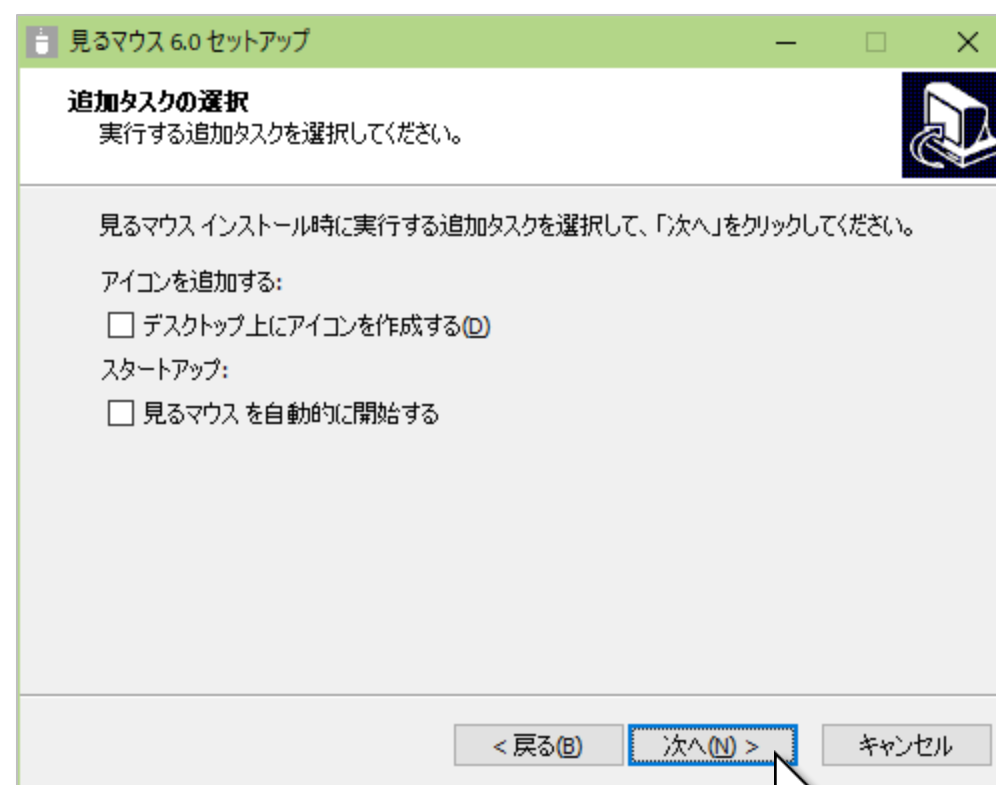 見るマウス 6.0 セットアップ
追加タスクの選択
実行する追加タスクを選択してください。
見るマウス インストール時に実行する追加タスクを選択して、「次へ」をクリックしてください。
アイコンを追加する:
デスクトップ上にアイコンを作成する(D)
スタートアップ:
見るマウス を自動的に開始する
< 戻る(B) 次へ(N) > キャンセル